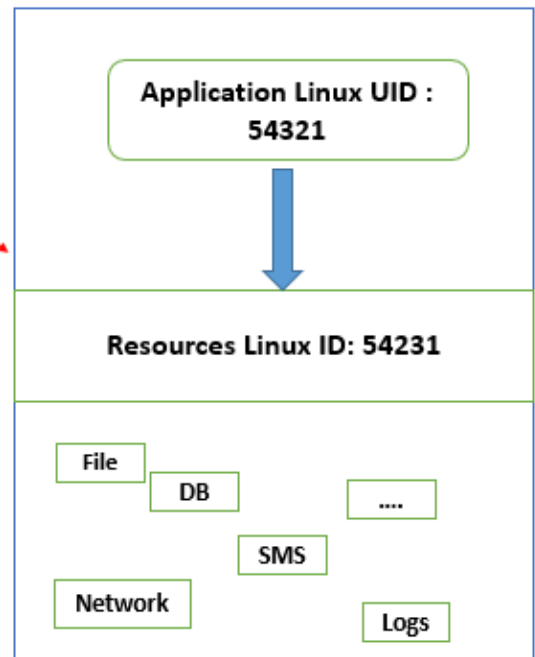 Application Linux UID :
54321
Resources Linux ID: 54231
File
DB
....
SMS
Network
Logs